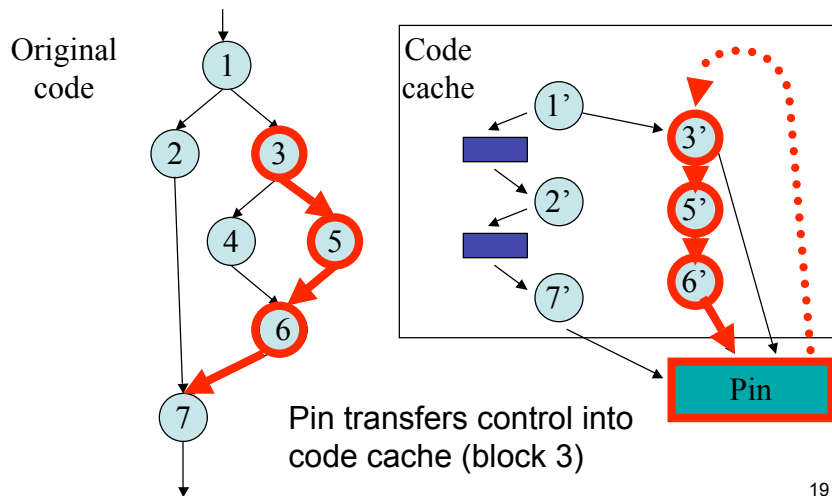 Original
code
1
2
3
4
5
6
7
Code
cache
1’
3’
2’
5’
6’
7’
Pin
Pin transfers control into
code cache (block 3)
19